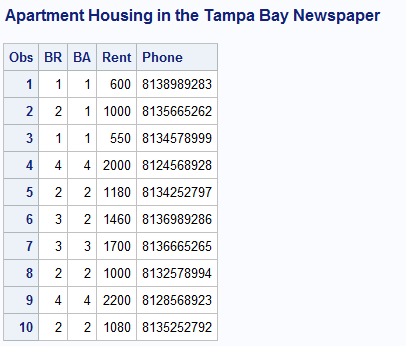 Apartment Housing in the Tampa Bay Newspaper
Obs BR BA Rent Phone
1 1 1 600 8138989283
2 2 1 1000 8135665262
3 1 1 550 8134578999
4 4 4 2000 8124568928
5 2 2 1180 8134252797
6 3 2 1460 8136989286
7 3 3 1700 8136665265
8 2 2 1000 8132578994
9 4 4 2200 8128568923
10 2 2 1080 8135252792